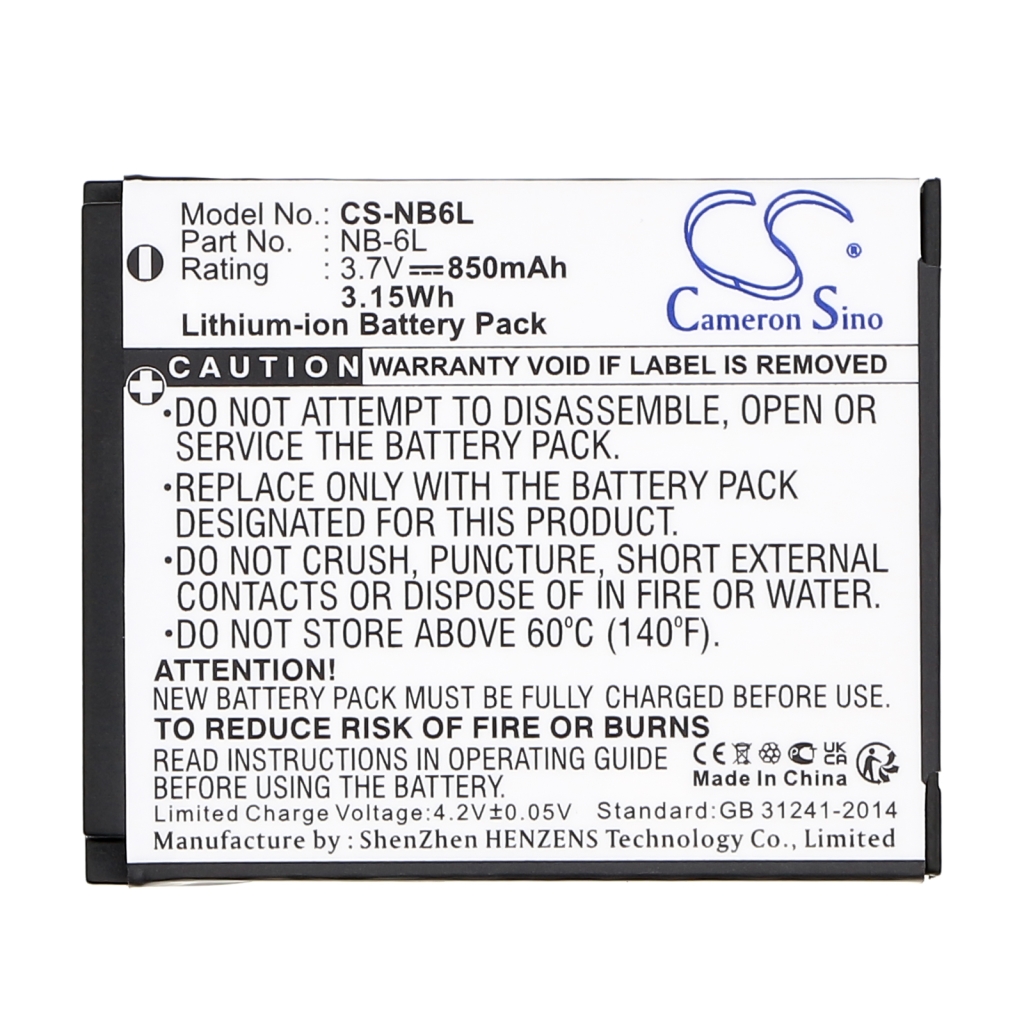 Model No.: CS-NB6L
Part No. : NB-6L
Rating : 3.7V 850mAh
3.15Wh
Lithium-ion Battery Pack
CS ®
Cameron Sino
CAUTION WARRANTY VOID IF LABEL IS REMOVED
•DO NOT ATTEMPT TO DISASSEMBLE, OPEN OR
SERVICE THE BATTERY PACK.
•REPLACE ONLY WITH THE BATTERY PACK
DESIGNATED FOR THIS PRODUCT.
•DO NOT CRUSH, PUNCTURE, SHORT EXTERNAL
CONTACTS OR DISPOSE OF IN FIRE OR WATER.
•DO NOT STORE ABOVE 60°C (140°F).
ATTENTION!
NEW BATTERY PACK MUST BE FULLY CHARGED BEFORE USE.
TO REDUCE RISK OF FIRE OR BURNS
READ INSTRUCTIONS IN OPERATING GUIDE
BEFORE USING THE BATTERY.
CE UKCA
Made In China
Limited Charge Voltage:4.2V±0.05V Standard:GB 31241-2014
Manufacture by : ShenZhen HENZENS Technology Co., Limited